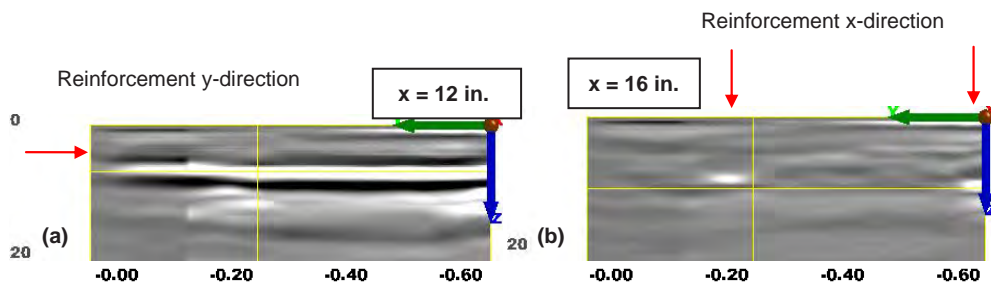 Reinforcement x-direction
Reinforcement y-direction
x = 12 in.
x = 16 in.
0
Y
Z
Z
(a)
20
(b)
20
-0.00 -0.20 -0.40 -0.60
-0.00 -0.20 -0.40 -0.60